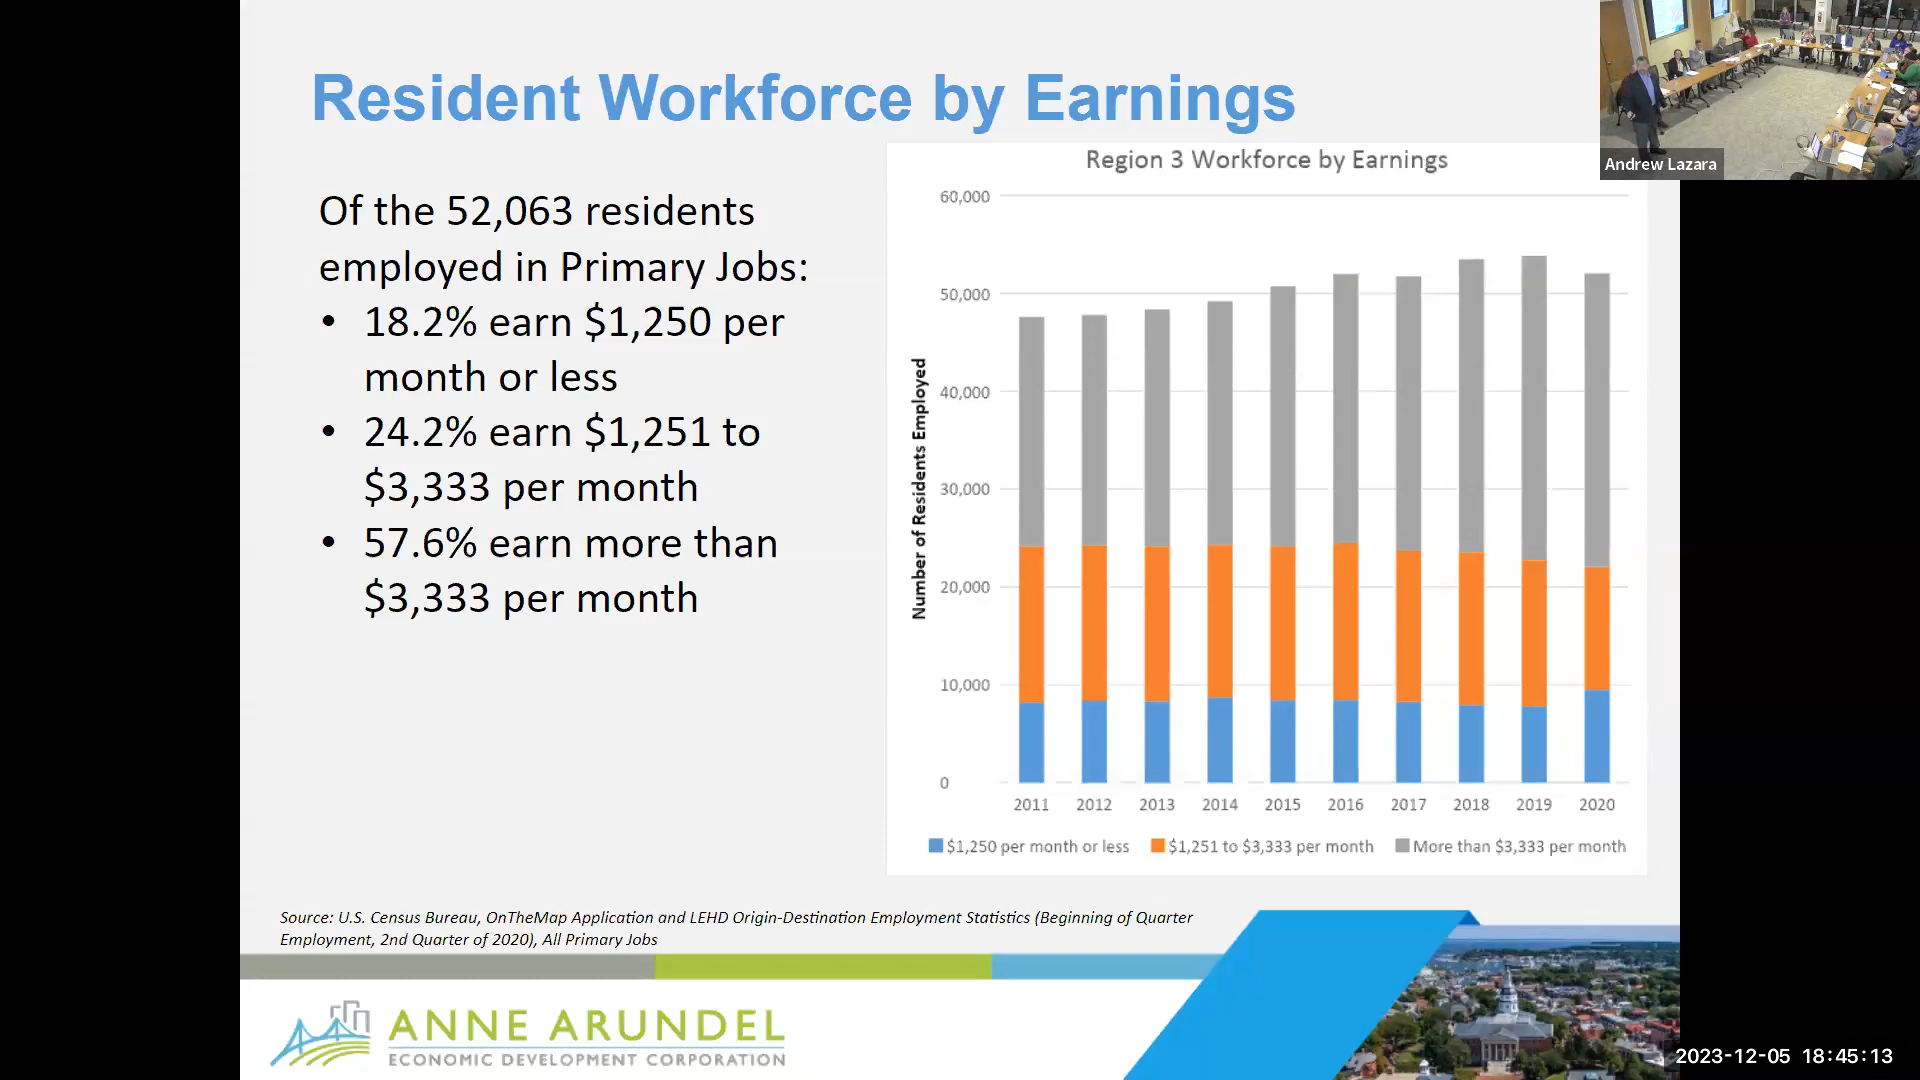 Resident Workforce by Earnings
Andrew Lazara
Of the 52,063 residents
employed in Primary Jobs:
• 18.2% earn $1,250 per
month or less
• 24.2% earn $1,251 to
$3,333 per month
• 57.6% earn more than
$3,333 per month
Region 3 Workforce by Earnings
Number of Residents Employed
60,000
50,000
40,000
30,000
20,000
10,000
0
2011 2012 2013 2014 2015 2016 2017 2018 2019 2020
$1,250 per month or less $1,251 to $3,333 per month More than $3,333 per month
Source: U.S. Census Bureau, OnTheMap Application and LEHD Origin-Destination Employment Statistics (Beginning of Quarter
Employment, 2nd Quarter of 2020), All Primary Jobs
ANNE ARUNDEL
ECONOMIC DEVELOPMENT CORPORATION
2023-12-05 18:45:13